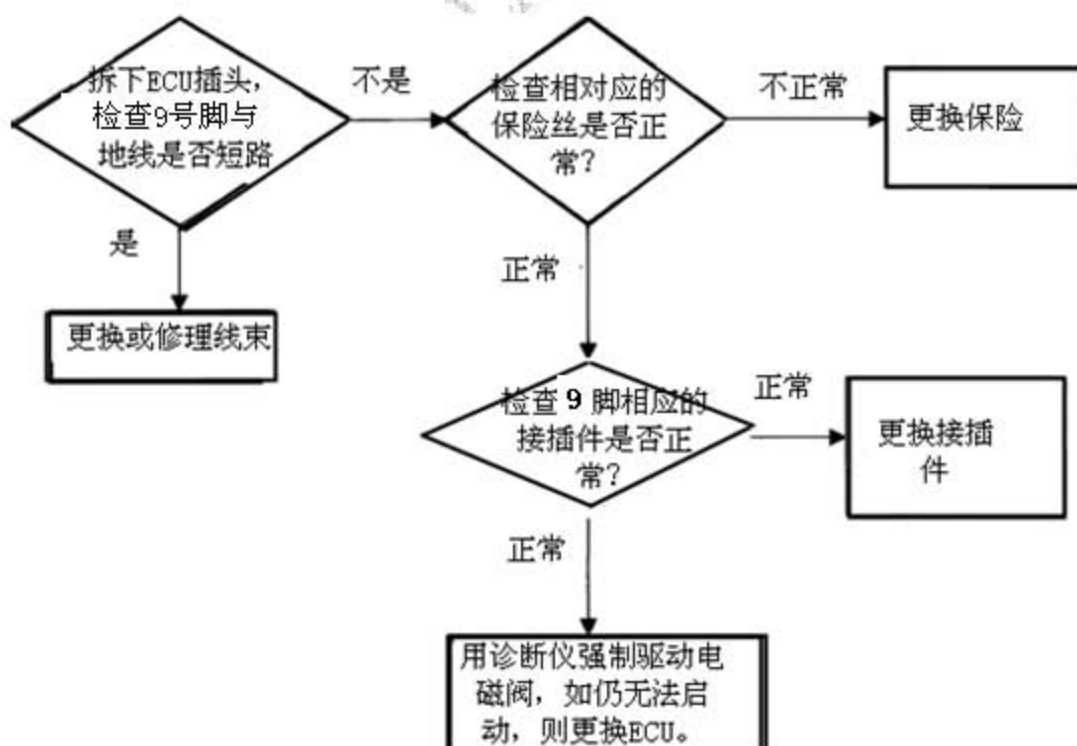 拆下ECU插头,
检查9号脚与
地线是否短路
不是
检查相对应的
保险丝是否正
常?
不正常
更换保险
是
更换或修理线束
正常
检查 9 脚相应的
接插件是否正
常?
正常
更换接插
件
正常
用诊断仪强制驱动电
磁阀, 如仍无法启
动, 则更换ECU。